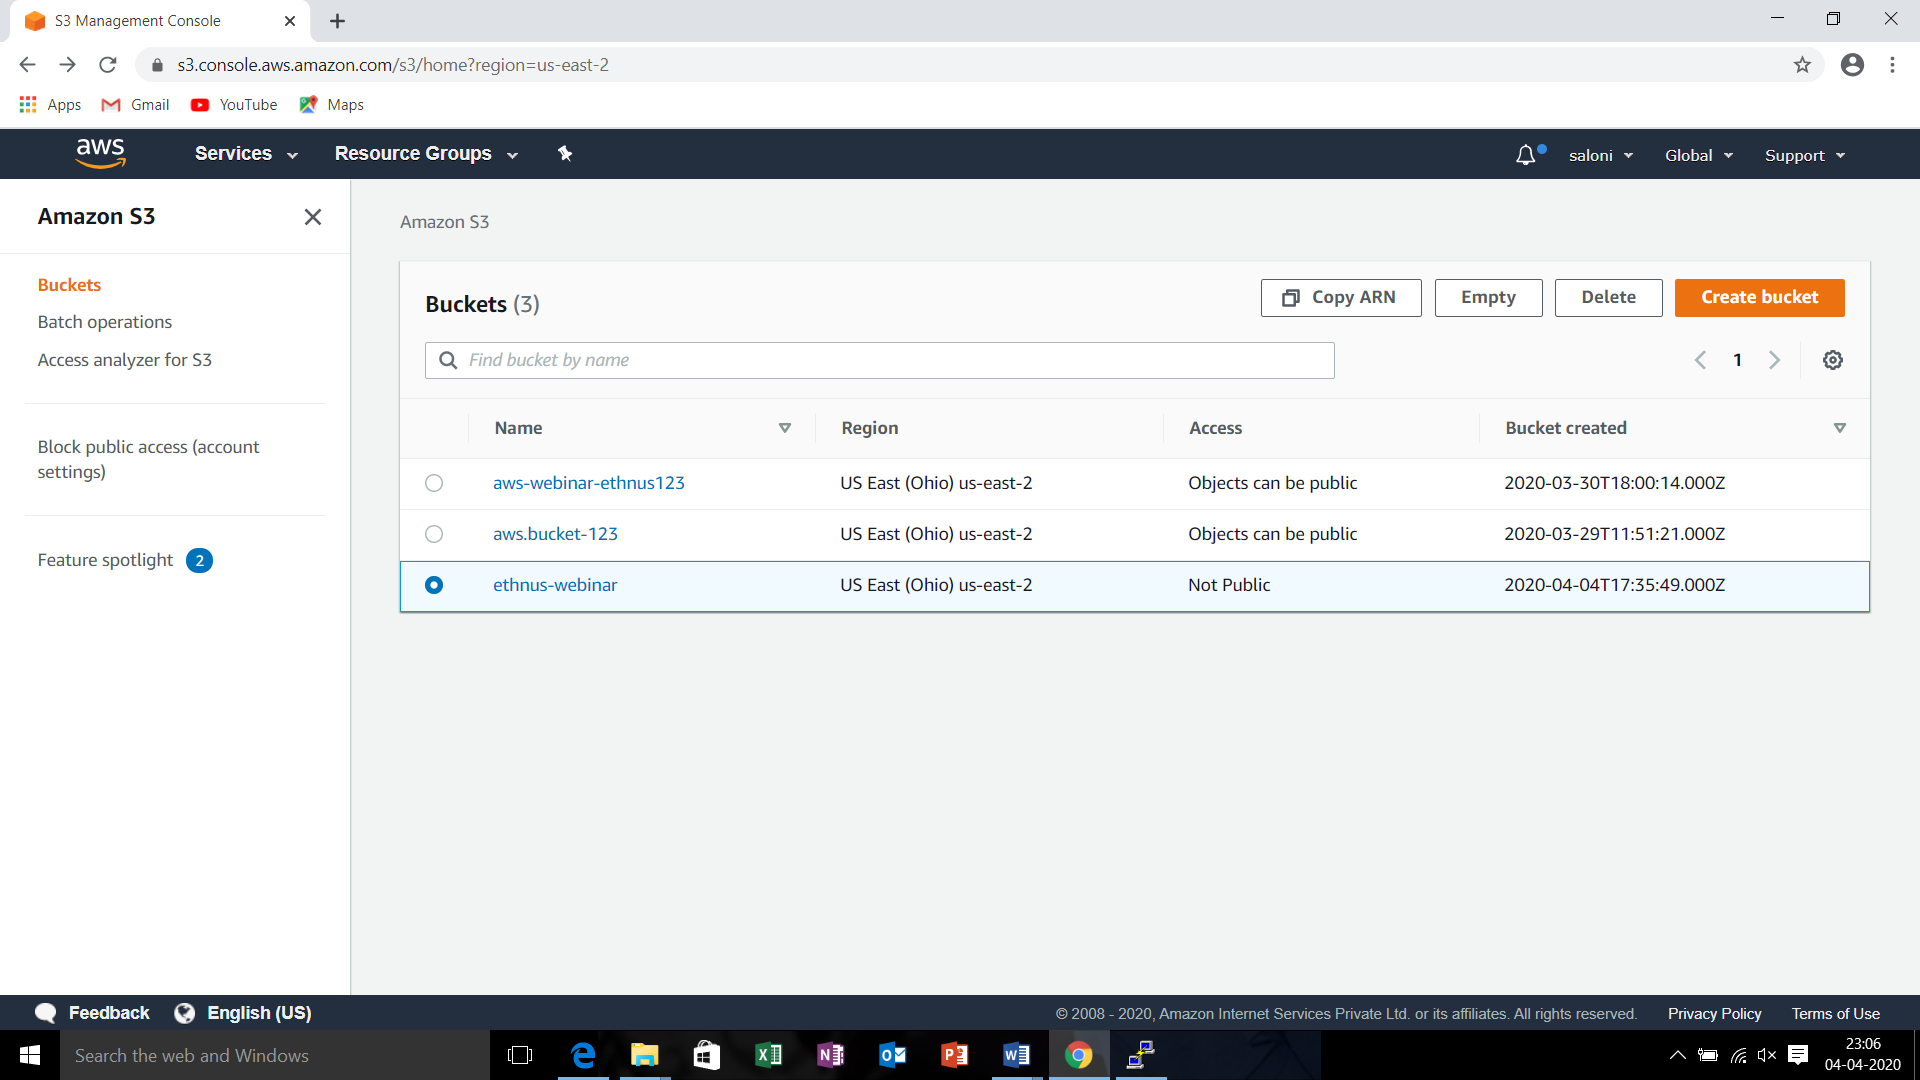 S3 Management Console
s3.console.aws.amazon.com/s3/home?region=us-east-2
Apps Gmail YouTube Maps
aws Services Resource Groups saloni Global Support
Amazon S3
Buckets
Batch operations
Access analyzer for S3
Block public access (account
settings)
Feature spotlight 2
Amazon S3
Buckets (3) Copy ARN Empty Delete Create bucket
Find bucket by name 1
Name Region Access Bucket created
aws-webinar-ethnus123 US East (Ohio) us-east-2 Objects can be public 2020-03-30T18:00:14.000Z
aws.bucket-123 US East (Ohio) us-east-2 Objects can be public 2020-03-29T11:51:21.000Z
ethnus-webinar US East (Ohio) us-east-2 Not Public 2020-04-04T17:35:49.000Z
Feedback English (US) © 2008 - 2020, Amazon Internet Services Private Ltd. or its affiliates. All rights reserved. Privacy Policy Terms of Use
Search the web and Windows
23:06
04-04-2020